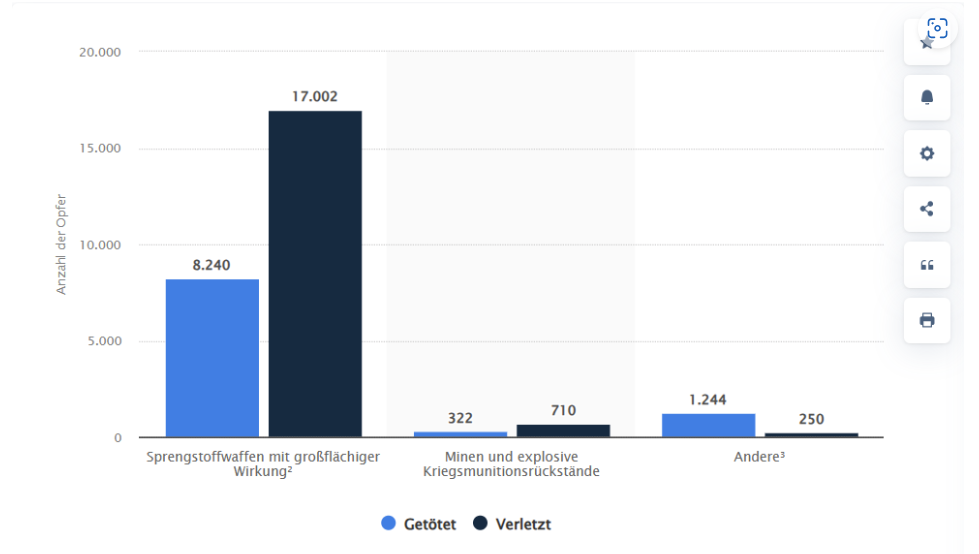 20.000
17.002
15.000
Anzahl der Opfer
10.000
8.240
5.000
1.244
710
322
250
0
Sprengstoffwaffen mit großflächiger
Wirkung²
Minen und explosive
Kriegsmunitionsrückstände
Andere³
Getötet Verletzt